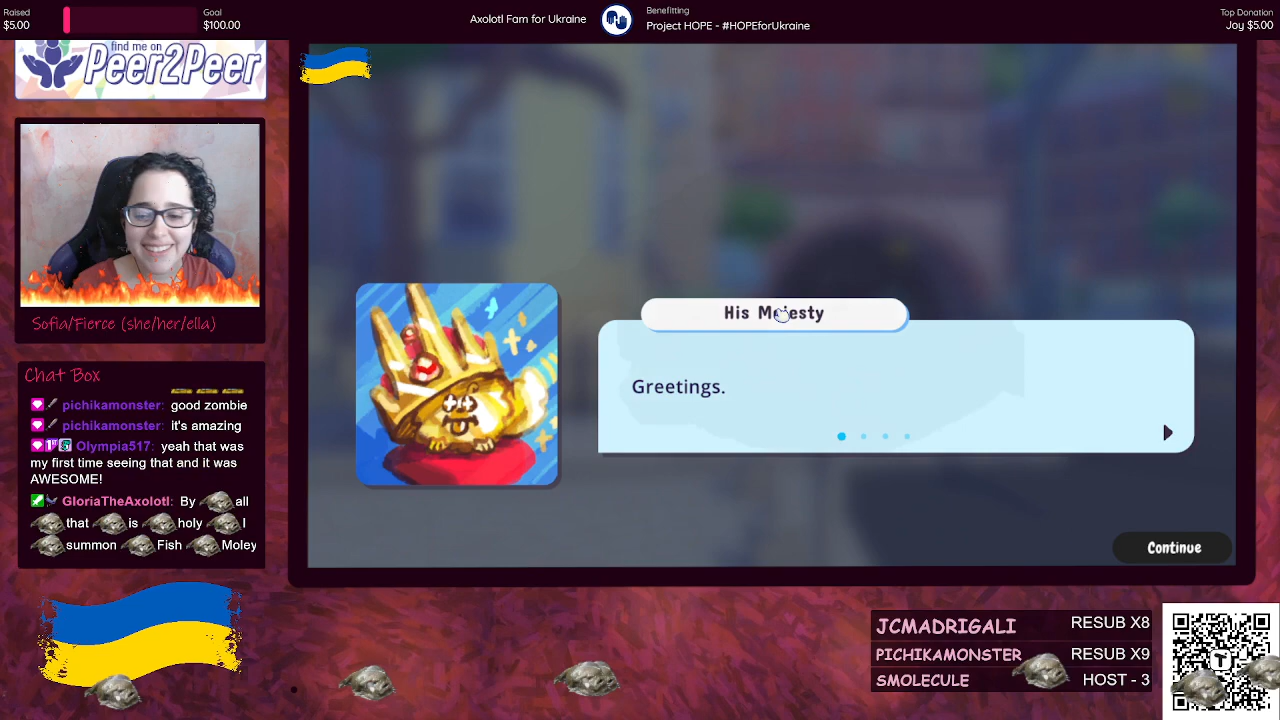 Raised
$5.00
Goal
$100.00
Axolotl Fam for Ukraine
Benefitting
Project HOPE - #HOPEforUkraine
Top Donation
Joy $5.00
find me on
Peer2Peer
Sofia/Fierce (she/her/ella)
Chat Box
pichikamonster: good zombie
pichikamonster: it's amazing
Olympia517: yeah that was
my first time seeing that and it was
AWESOME!
GloriaTheAxolotl: By all
that is holy I
summon Fish Moley
His Majesty
Greetings.
Continue
JCMADRIGALI RESUB X8
PICHIKAMONSTER RESUB X9
SMOLECULE HOST - 3